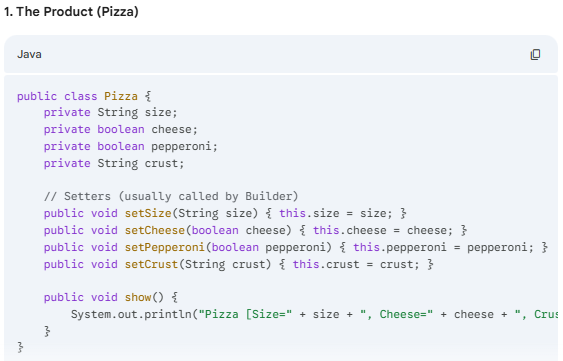 1. The Product (Pizza)
Java
public class Pizza {
    private String size;
    private boolean cheese;
    private boolean pepperoni;
    private String crust;

    // Setters (usually called by Builder)
    public void setSize(String size) { this.size = size; }
    public void setCheese(boolean cheese) { this.cheese = cheese; }
    public void setPepperoni(boolean pepperoni) { this.pepperoni = pepperoni; }
    public void setCrust(String crust) { this.crust = crust; }

    public void show() {
        System.out.println("Pizza [Size=" + size + ", Cheese=" + cheese + ", Crus
    }
}